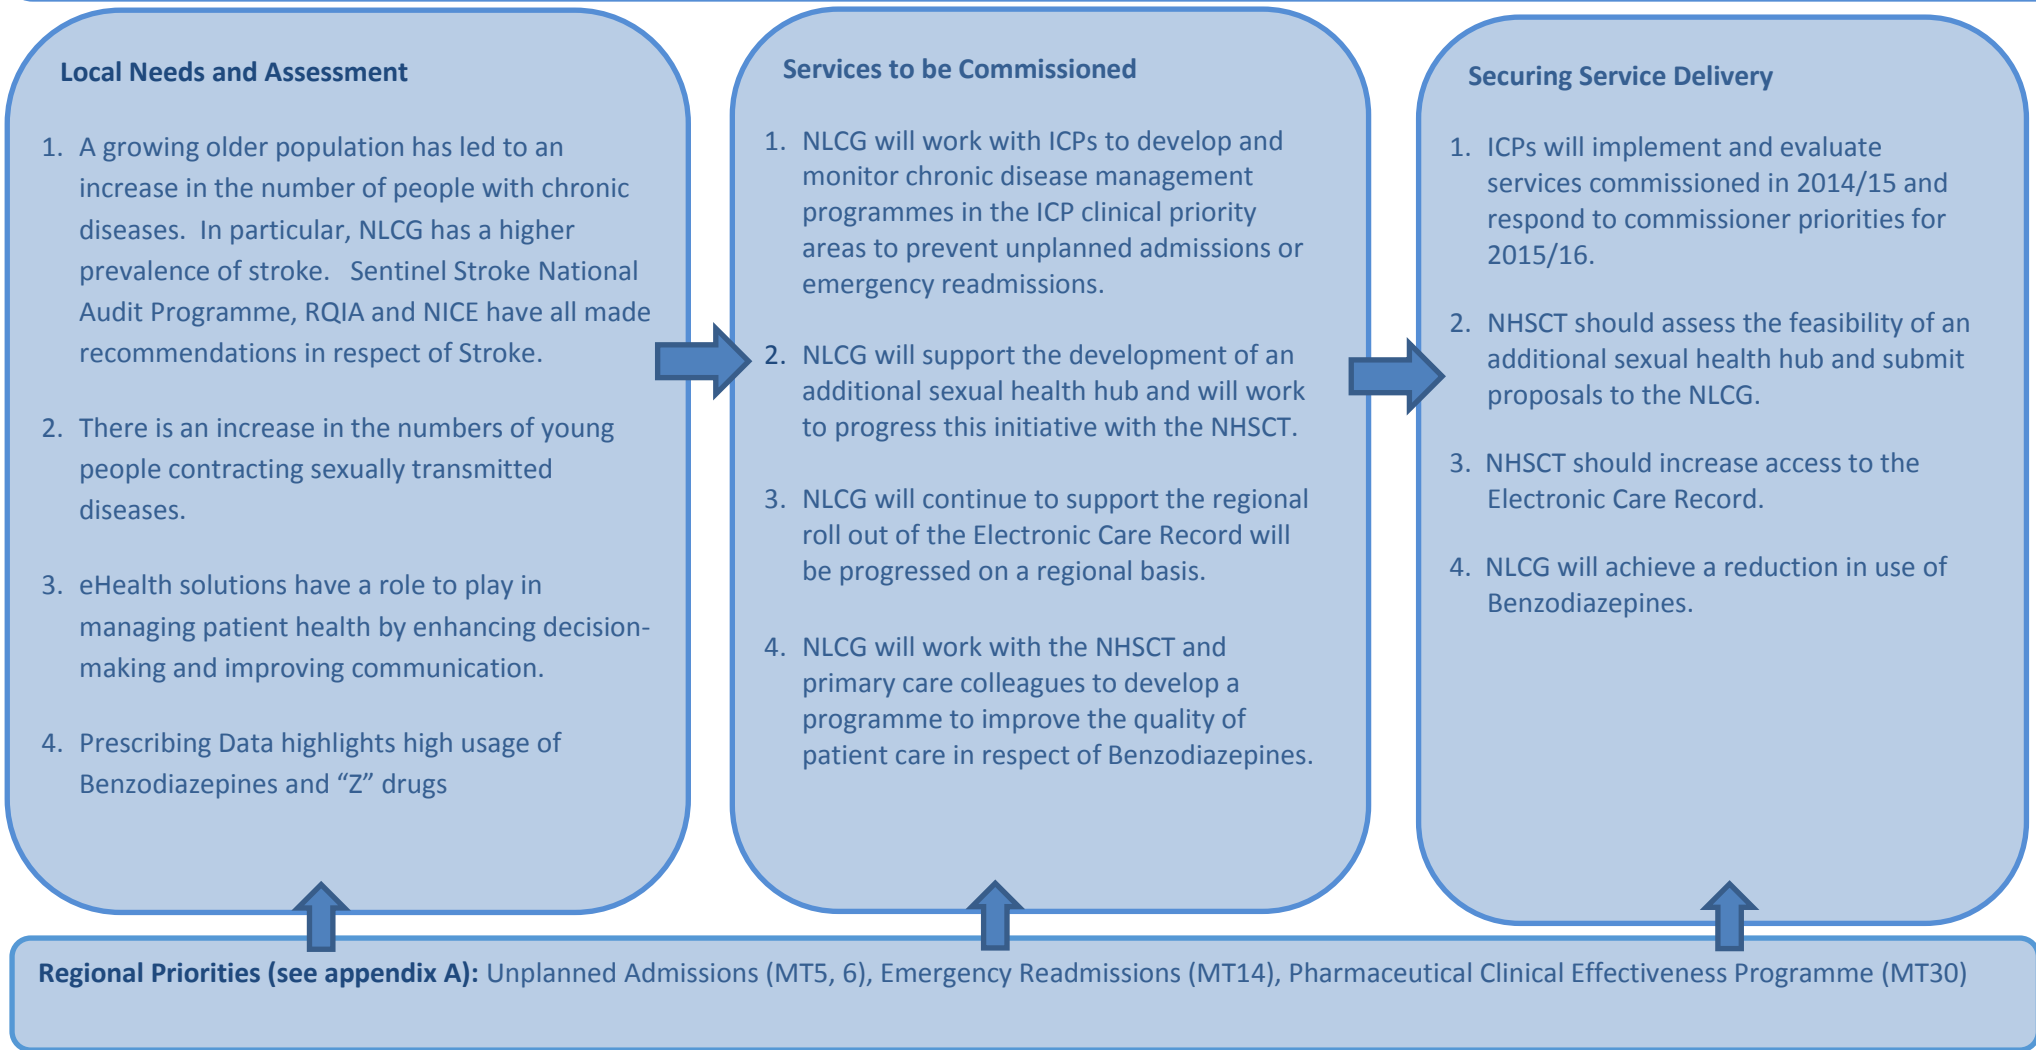 Local Needs and Assessment
1. A growing older population has led to an
increase in the number of people with chronic
diseases. In particular, NLCG has a higher
prevalence of stroke. Sentinel Stroke National
Audit Programme, RQIA and NICE have all made
recommendations in respect of Stroke.
2. There is an increase in the numbers of young
people contracting sexually transmitted
diseases.
3. eHealth solutions have a role to play in
managing patient health by enhancing decision-
making and improving communication.
4. Prescribing Data highlights high usage of
Benzodiazepines and “Z” drugs
Services to be Commissioned
1. NLCG will work with ICPs to develop and
monitor chronic disease management
programmes in the ICP clinical priority
areas to prevent unplanned admissions or
emergency readmissions.
2. NLCG will support the development of an
additional sexual health hub and will work
to progress this initiative with the NHSCT.
3. NLCG will continue to support the regional
roll out of the Electronic Care Record will
be progressed on a regional basis.
4. NLCG will work with the NHSCT and
primary care colleagues to develop a
programme to improve the quality of
patient care in respect of Benzodiazepines.
Securing Service Delivery
1. ICPs will implement and evaluate
services commissioned in 2014/15 and
respond to commissioner priorities for
2015/16.
2. NHSCT should assess the feasibility of an
additional sexual health hub and submit
proposals to the NLCG.
3. NHSCT should increase access to the
Electronic Care Record.
4. NLCG will achieve a reduction in use of
Benzodiazepines.
Regional Priorities (see appendix A): Unplanned Admissions (MT5, 6), Emergency Readmissions (MT14), Pharmaceutical Clinical Effectiveness Programme (MT30)